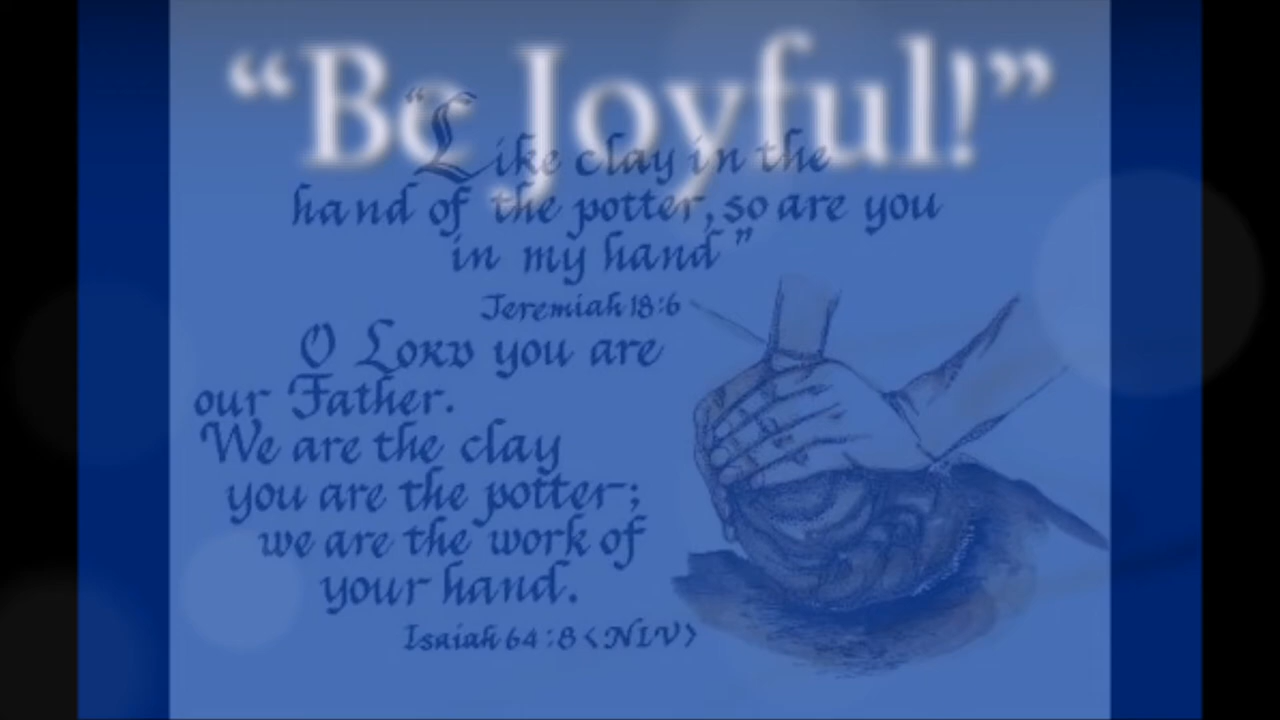 “Be Joyful!”
“Like clay in the
hand of the potter, so are you
in my hand”
Jeremiah 18:6
O LORD you are
our Father.
We are the clay
you are the potter;
we are the work of
your hand.
Isaiah 64:8 <NIV>